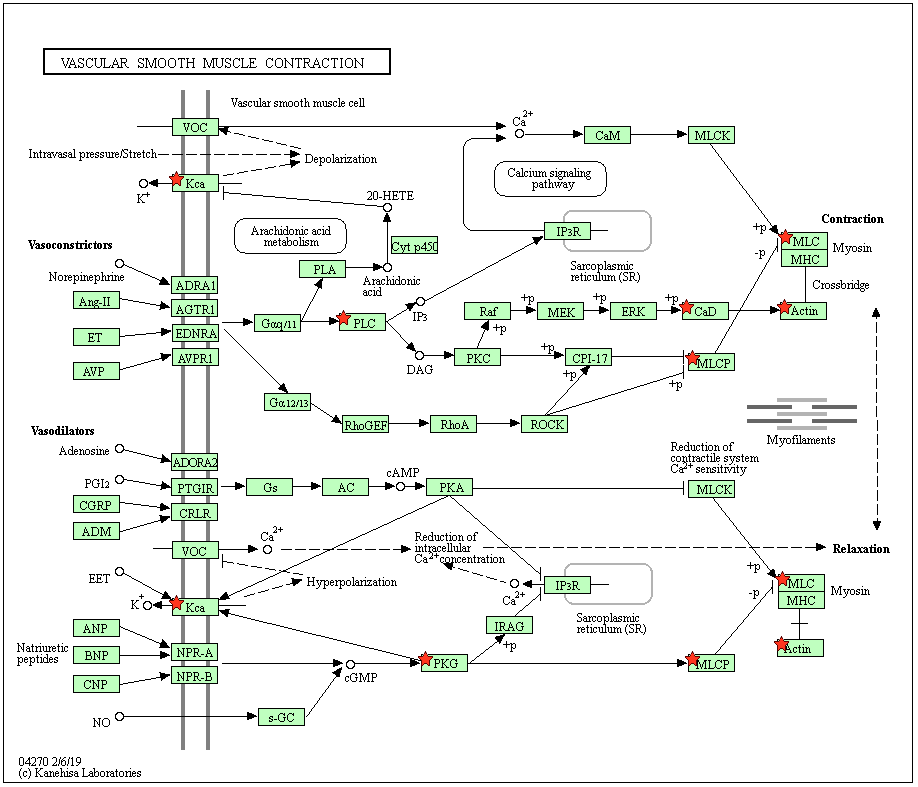 VASCULAR SMOOTH MUSCLE CONTRACTION
Vascular smooth muscle cell
VOC
Ca2+
CaM
MLCK
Intravasal pressure/Stretch
Depolarization
Kca
K+
20-HETE
Calcium signaling
pathway
Arachidonic acid
metabolism
Cyt p450
IP3R
Sarcoplasmic
reticulum (SR)
Contraction
+p
-p
MLC
MHC
Myosin
Crossbridge
Vasoconstrictors
Norepinephrine
ADRA1
Ang-II
AGTR1
ET
EDNRA
AVP
AVPR1
PLA
Arachidonic
acid
Gαq/11
PLC
IP3
DAG
Raf
+p
MEK
+p
ERK
+p
CaD
Actin
+p
PKC
+p
CPI-17
+p
MLCP
+p
Gα12/13
RhoGEF
RhoA
ROCK
Myofilaments
Vasodilators
Adenosine
ADORA2
PGI2
PTGIR
CGRP
CRLR
ADM
Gs
AC
cAMP
PKA
Reduction of
contractile system
Ca2+ sensitivity
MLCK
VOC
Ca2+
Reduction of
intracellular
Ca2+ concentration
Relaxation
EET
Hyperpolarization
K+
Kca
Ca2+
IP3R
Sarcoplasmic
reticulum (SR)
+p
-p
MLC
MHC
Myosin
Actin
IRAG
+p
ANP
Natriuretic
peptides
BNP
CNP
NPR-A
NPR-B
cGMP
PKG
MLCP
NO
s-GC
04270 2/6/19
(c) Kanehisa Laboratories